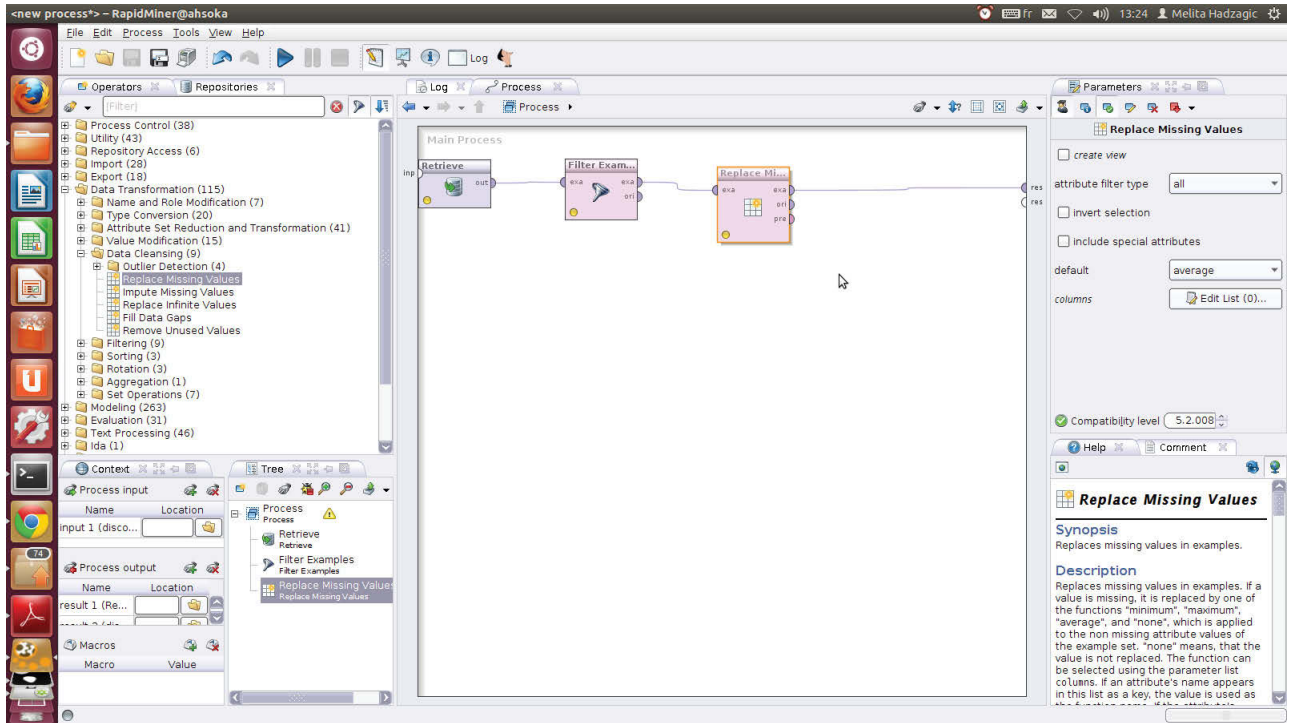 <new process*> – RapidMiner@ahsoka
fr
13:24
Melita Hadzagic
File Edit Process Tools View Help
Log
Operators
Repositories
[Filter]
Process Control (38)
Utility (43)
Repository Access (6)
Import (28)
Export (18)
Data Transformation (115)
Name and Role Modification (7)
Type Conversion (20)
Attribute Set Reduction and Transformation (41)
Value Modification (15)
Data Cleansing (9)
Outlier Detection (4)
Replace Missing Values
Impute Missing Values
Replace Infinite Values
Fill Data Gaps
Remove Unused Values
Filtering (9)
Sorting (3)
Rotation (3)
Aggregation (1)
Set Operations (7)
Modeling (263)
Evaluation (31)
Text Processing (46)
Ida (1)
Context
Process input
Name Location
input 1 (disco...
Process output
Name Location
result 1 (Re...
Macros
Macro Value
74
Tree
Process
Process
Retrieve
Retrieve
Filter Examples
Filter Examples
Replace Missing Values
Replace Missing Values
Log
Process
Process
Main Process
inp
Retrieve
out
Filter Exam...
exa exa
ori
Replace Mi...
exa exa
ori
pre
res
res
Parameters
Replace Missing Values
create view
attribute filter type all
invert selection
include special attributes
default average
columns Edit List (0)...
Compatibility level 5.2.008
Help
Comment
Replace Missing Values
Synopsis
Replaces missing values in examples.
Description
Replaces missing values in examples. If a
value is missing, it is replaced by one of
the functions "minimum", "maximum",
"average", and "none", which is applied
to the non missing attribute values of
the example set. "none" means, that the
value is not replaced. The function can
be selected using the parameter list
columns. If an attribute's name appears
in this list as a key, the value is used as